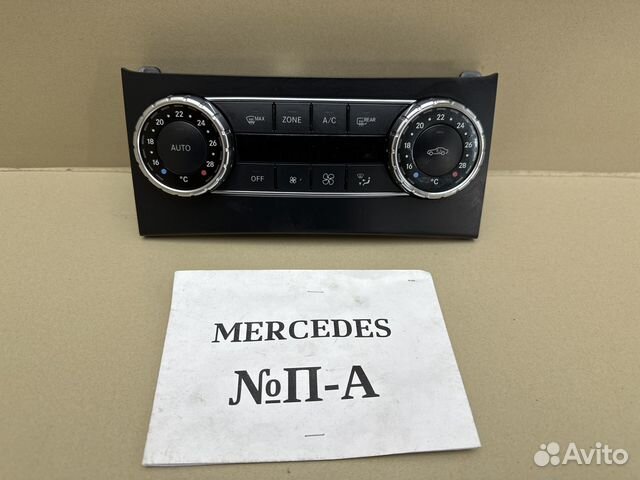 MAX ZONE A/C REAR
20 22 24
18 26
16 28
°C
AUTO
20 22 24
18 26
16 28
°C
OFF
MERCEDES
№П-А
Avito